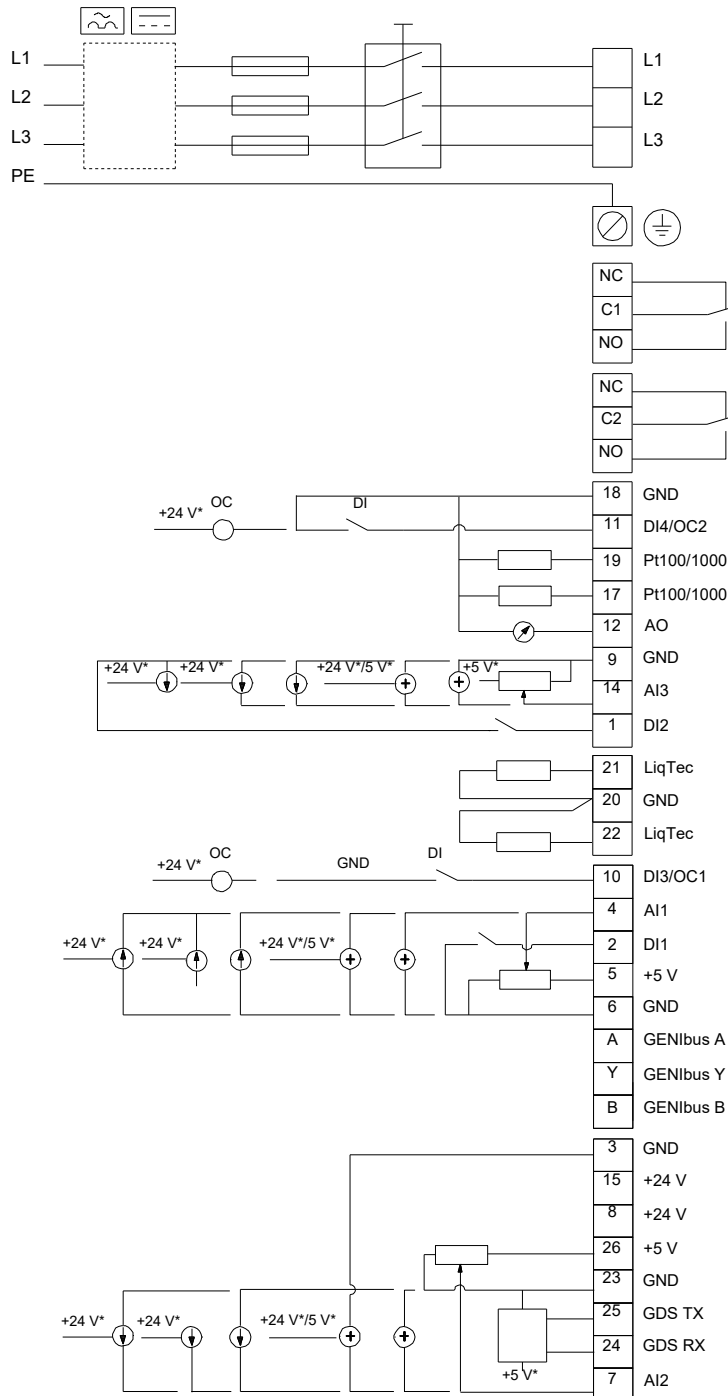 L1 L1
L2 L2
L3 L3
PE
NC
C1
NO
NC
C2
NO
18 GND
+24 V* OC DI 11 DI4/OC2
19 Pt100/1000
17 Pt100/1000
12 AO
9 GND
+24 V* +24 V* +24 V*/5 V* +5 V*
14 AI3
1 DI2
21 LiqTec
20 GND
22 LiqTec
+24 V* OC GND DI 10 DI3/OC1
4 AI1
+24 V* +24 V* +24 V*/5 V* 2 DI1
5 +5 V
6 GND
A GENIbus A
Y GENIbus Y
B GENIbus B
3 GND
15 +24 V
8 +24 V
26 +5 V
23 GND
+24 V* +24 V* +24 V*/5 V* 25 GDS TX
24 GDS RX
+5 V* 7 AI2